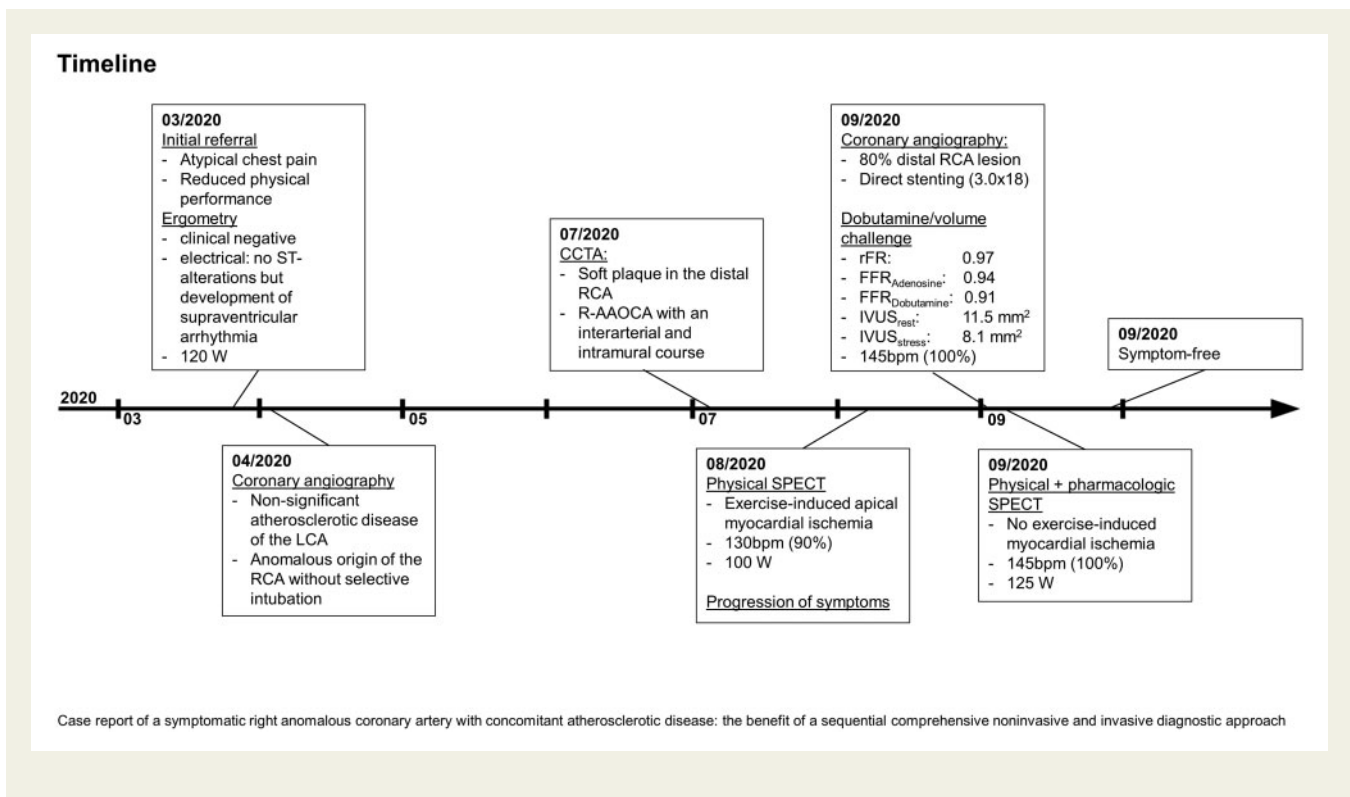 Timeline
03/2020
Initial referral
- Atypical chest pain
- Reduced physical
performance
Ergometry
- clinical negative
- electrical: no ST-
alterations but
development of
supraventricular
arrhythmia
- 120 W
07/2020
CCTA:
- Soft plaque in the distal
RCA
- R-AAOCA with an
interarterial and
intramural course
09/2020
Coronary angiography:
- 80% distal RCA lesion
- Direct stenting (3.0x18)
Dobutamine/volume
challenge
- rFR: 0.97
- FFRAdenosine: 0.94
- FFRDobutamine: 0.91
- IVUSrest: 11.5 mm²
- IVUSstress: 8.1 mm²
- 145bpm (100%)
09/2020
Symptom-free
2020
03
05
07
09
04/2020
Coronary angiography
- Non-significant
atherosclerotic disease
of the LCA
- Anomalous origin of the
RCA without selective
intubation
08/2020
Physical SPECT
- Exercise-induced apical
myocardial ischemia
- 130bpm (90%)
- 100 W
Progression of symptoms
09/2020
Physical + pharmacologic
SPECT
- No exercise-induced
myocardial ischemia
- 145bpm (100%)
- 125 W
Case report of a symptomatic right anomalous coronary artery with concomitant atherosclerotic disease: the benefit of a sequential comprehensive noninvasive and invasive diagnostic approach